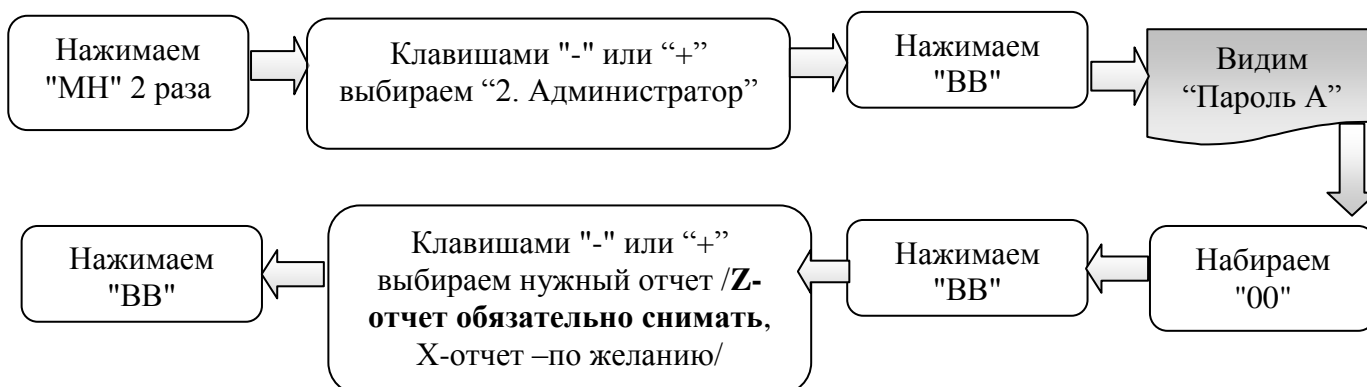 Нажимаем
"МН" 2 раза
Клавишами "-" или “+”
выбираем “2. Администратор”
Нажимаем
"ВВ"
Видим
“Пароль А”
Набираем
"00"
Нажимаем
"ВВ"
Клавишами "-" или “+”
выбираем нужный отчет /Z-
отчет обязательно снимать,
Х-отчет –по желанию/
Нажимаем
"ВВ"